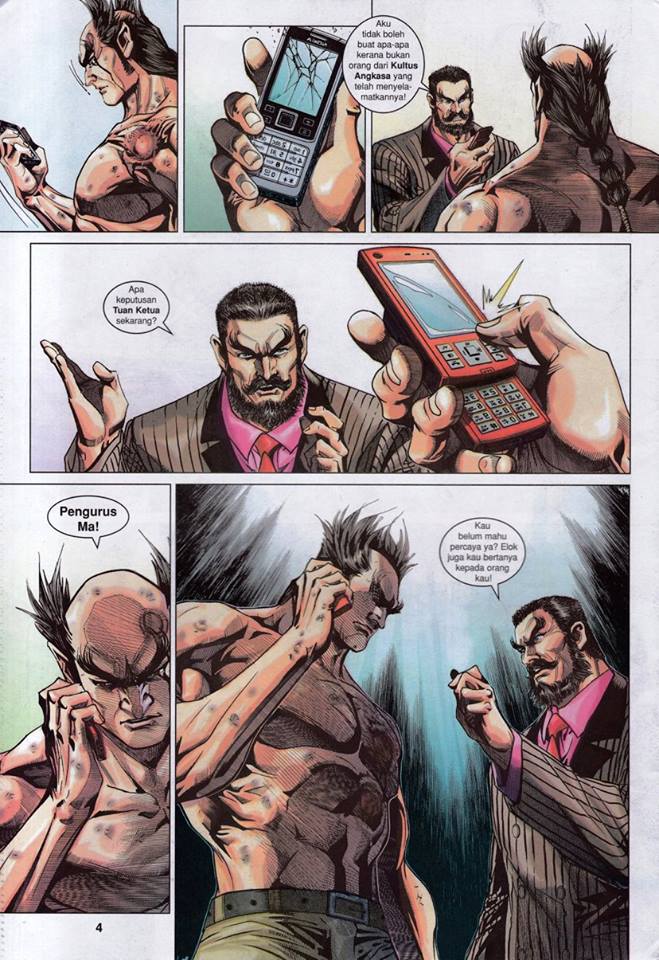 Aku
tidak boleh
buat apa-apa
kerana bukan
orang dari Kultus
Angkasa yang
telah menyela-
matkannya!
Apa
keputusan
Tuan Ketua
sekarang?
Pengurus
Ma!
Kau
belum mahu
percaya ya? Elok
juga kau bertanya
kepada orang
kau!
4